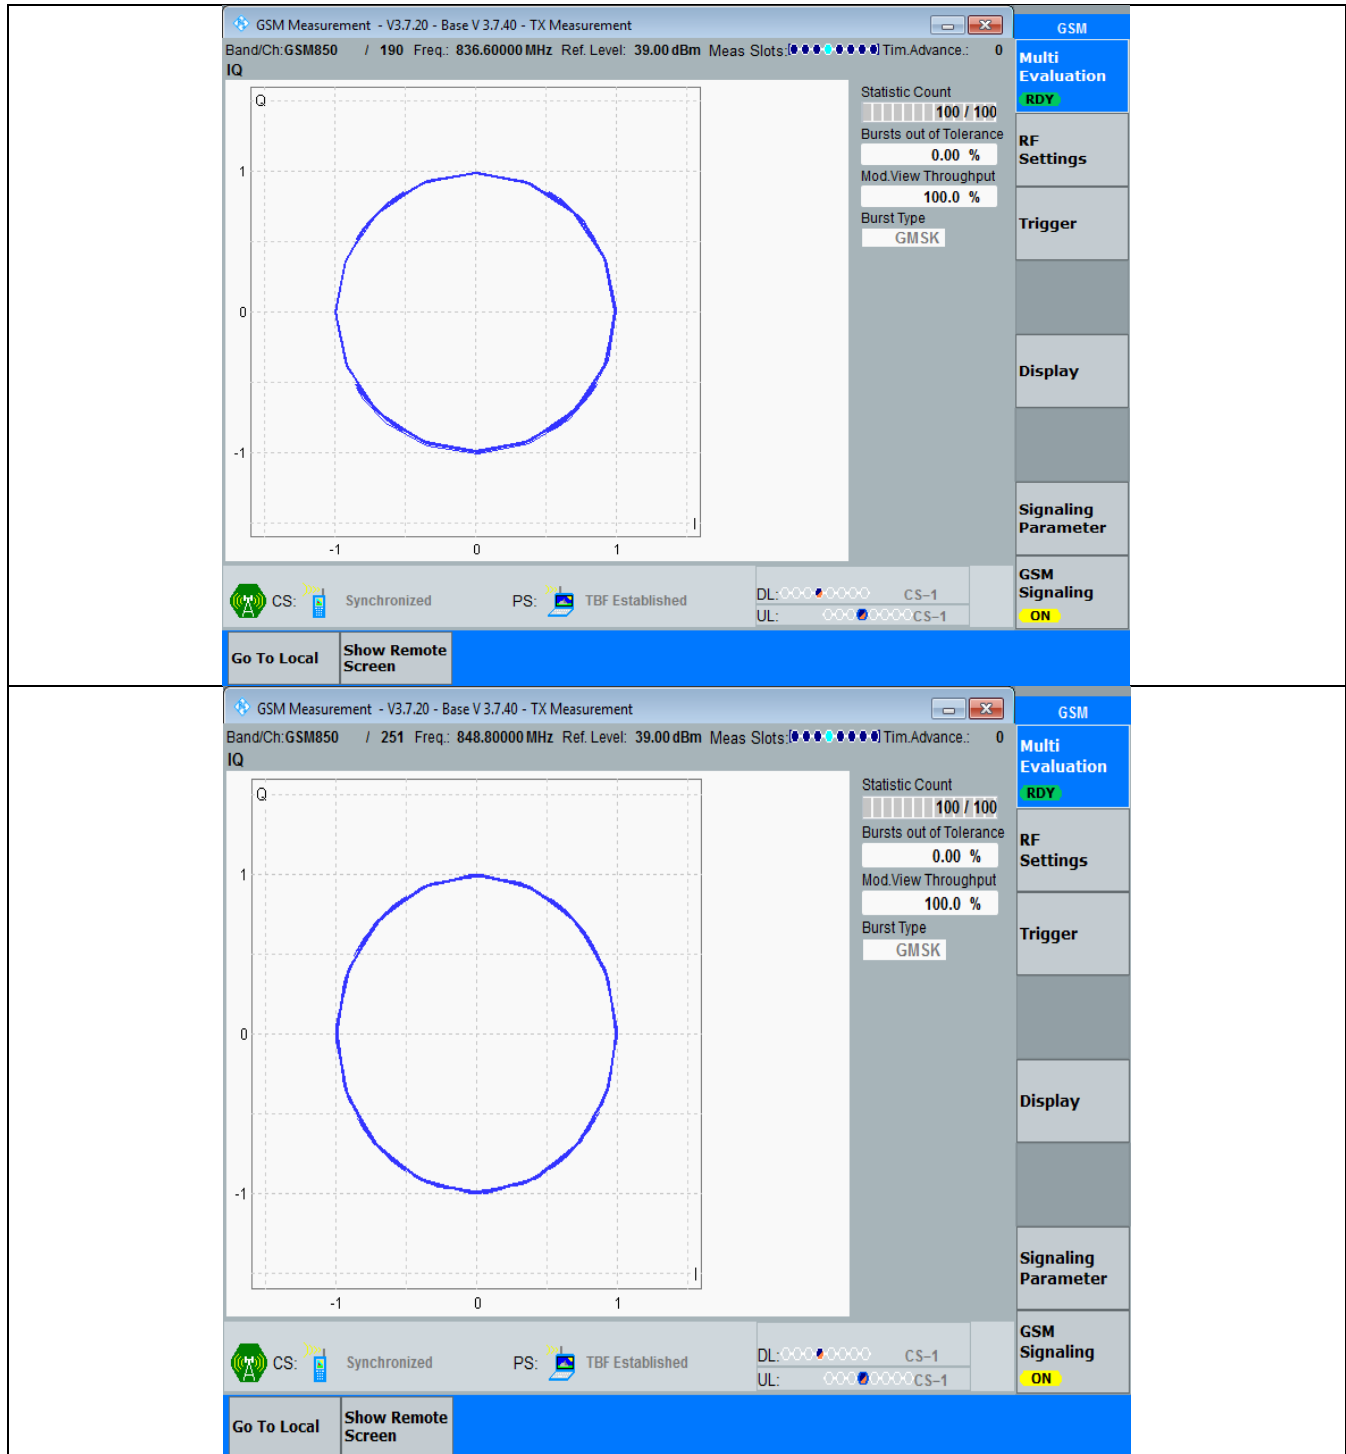 GSM Measurement - V3.7.20 - Base V 3.7.40 - TX Measurement
GSM
Band/Ch: GSM850 / 190 Freq.: 836.60000 MHz Ref. Level: 39.00 dBm Meas Slots: Tim.Advance.: 0
IQ
Multi
Evaluation
RDY
Q
1
0
-1
I
-1 0 1
Statistic Count
100 / 100
Bursts out of Tolerance
0.00 %
Mod.View Throughput
100.0 %
Burst Type
GMSK
RF
Settings
Trigger
Display
Signaling
Parameter
GSM
Signaling
ON
CS: Synchronized PS: TBF Established DL: CS-1
UL: CS-1
Go To Local Show Remote
Screen
GSM Measurement - V3.7.20 - Base V 3.7.40 - TX Measurement
GSM
Band/Ch: GSM850 / 251 Freq.: 848.80000 MHz Ref. Level: 39.00 dBm Meas Slots: Tim.Advance.: 0
IQ
Multi
Evaluation
RDY
Q
1
0
-1
I
-1 0 1
Statistic Count
100 / 100
Bursts out of Tolerance
0.00 %
Mod.View Throughput
100.0 %
Burst Type
GMSK
RF
Settings
Trigger
Display
Signaling
Parameter
GSM
Signaling
ON
CS: Synchronized PS: TBF Established DL: CS-1
UL: CS-1
Go To Local Show Remote
Screen